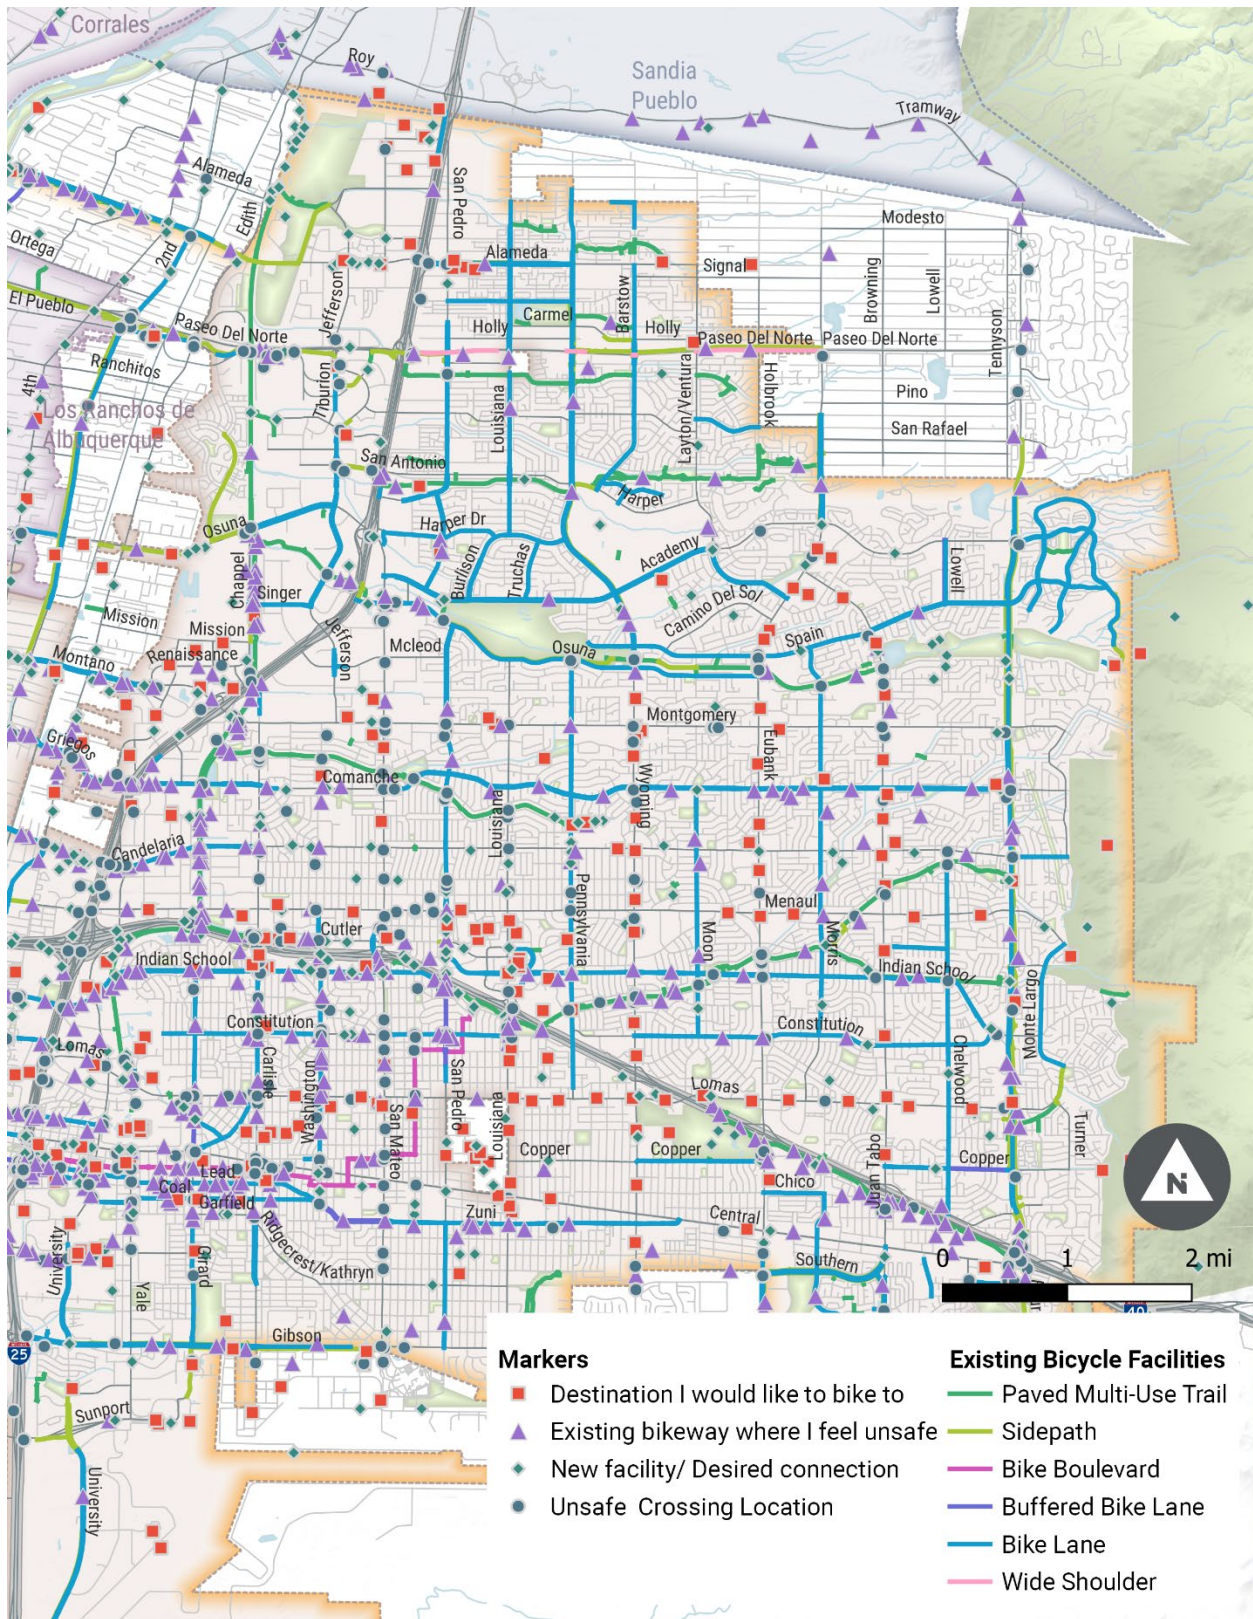 Corrales
Roy
Sandia
Pueblo
Tramway
Alameda
Edith
San Pedro
Modesto
Ortega
2nd
Alameda
Signal
Browning
Lowell
Tennyson
El Pueblo
Jefferson
Barstow
Carmel
Paseo Del Norte
Holly
Holly
Paseo Del Norte
Paseo Del Norte
Ranchitos
4th
Tiburion
Louisiana
Layton/Ventura
Holbrook
Pino
Los Ranchos de
Albuquerque
San Rafael
San Antonio
Harper
Osuna
Harper Dr
Academy
Lowell
Chappel
Singer
Burlison
Truchas
Camino Del Sol
Mission
Mission
Jefferson
Mcleod
Osuna
Spain
Montano
Renaissance
Montgomery
Griegos
Eubank
Comanche
Wyoming
Louisiana
Candelaria
Pennsylvania
Menaul
Cutler
Moon
Morris
Indian School
Indian School
Monte Largo
Constitution
Constitution
Lomas
Carlisle
Washington
San Pedro
Chelwood
Lomas
San Mateo
Louisiana
Turner
Copper
Copper
Copper
Lead
Coal
Garfield
Juan Tabo
Chico
N
Zuni
Central
University
Girard
Ridgecrest/Kathryn
Southern
Yale
0 1 2 mi
Gibson
25
40
Sunport
University
Markers
Destination I would like to bike to
Existing bikeway where I feel unsafe
New facility/ Desired connection
Unsafe Crossing Location
Existing Bicycle Facilities
Paved Multi-Use Trail
Sidepath
Bike Boulevard
Buffered Bike Lane
Bike Lane
Wide Shoulder